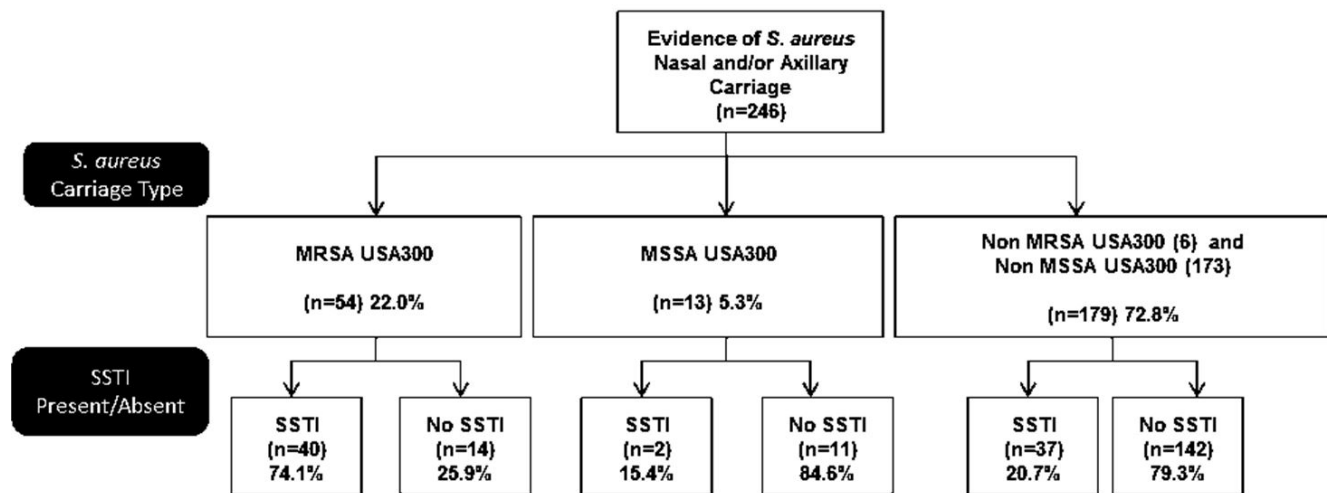 Evidence of S. aureus
Nasal and/or Axillary
Carriage
(n=246)
S. aureus
Carriage Type
MRSA USA300
(n=54) 22.0%
MSSA USA300
(n=13) 5.3%
Non MRSA USA300 (6) and
Non MSSA USA300 (173)
(n=179) 72.8%
SSTI
Present/Absent
SSTI
(n=40)
74.1%
No SSTI
(n=14)
25.9%
SSTI
(n=2)
15.4%
No SSTI
(n=11)
84.6%
SSTI
(n=37)
20.7%
No SSTI
(n=142)
79.3%